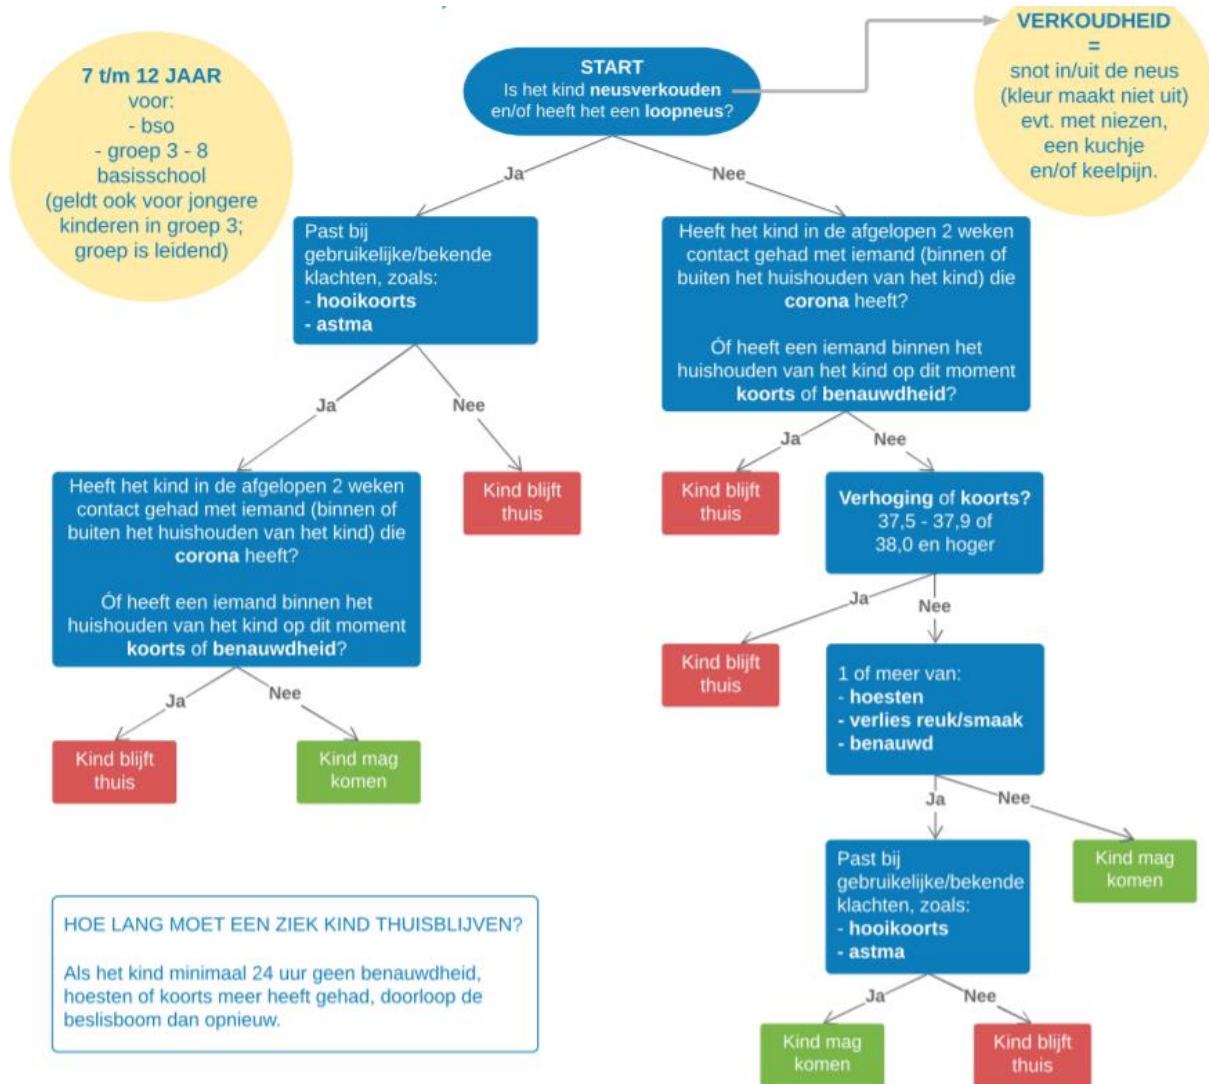 7 t/m 12 JAAR
voor:
- bso
- groep 3 - 8
basisschool
(geldt ook voor jongere
kinderen in groep 3;
groep is leidend)
START
Is het kind neusverkouden
en/of heeft het een loopneus?
VERKOUDHEID
=
snot in/uit de neus
(kleur maakt niet uit)
evt. met niezen,
een kuchje
en/of keelpijn.
Ja
Nee
Past bij
gebruikelijke/bekende
klachten, zoals:
- hooikoorts
- astma
Heeft het kind in de afgelopen 2 weken
contact gehad met iemand (binnen of
buiten het huishouden van het kind) die
corona heeft?
Óf heeft een iemand binnen het
huishouden van het kind op dit moment
koorts of benauwdheid?
Ja
Nee
Ja
Nee
Heeft het kind in de afgelopen 2 weken
contact gehad met iemand (binnen of
buiten het huishouden van het kind) die
corona heeft?
Óf heeft een iemand binnen het
huishouden van het kind op dit moment
koorts of benauwdheid?
Kind blijft
thuis
Kind blijft
thuis
Verhoging of koorts?
37,5 - 37,9 of
38,0 en hoger
Ja
Nee
Ja
Nee
Kind blijft
thuis
Kind mag
komen
Kind blijft
thuis
1 of meer van:
- hoesten
- verlies reuk/smaak
- benauwd
Ja
Nee
Past bij
gebruikelijke/bekende
klachten, zoals:
- hooikoorts
- astma
Kind mag
komen
Ja
Nee
Kind mag
komen
Kind blijft
thuis
HOE LANG MOET EEN ZIEK KIND THUISBLIJVEN?
Als het kind minimaal 24 uur geen benauwdheid,
hoesten of koorts meer heeft gehad, doorloop de
beslisboom dan opnieuw.